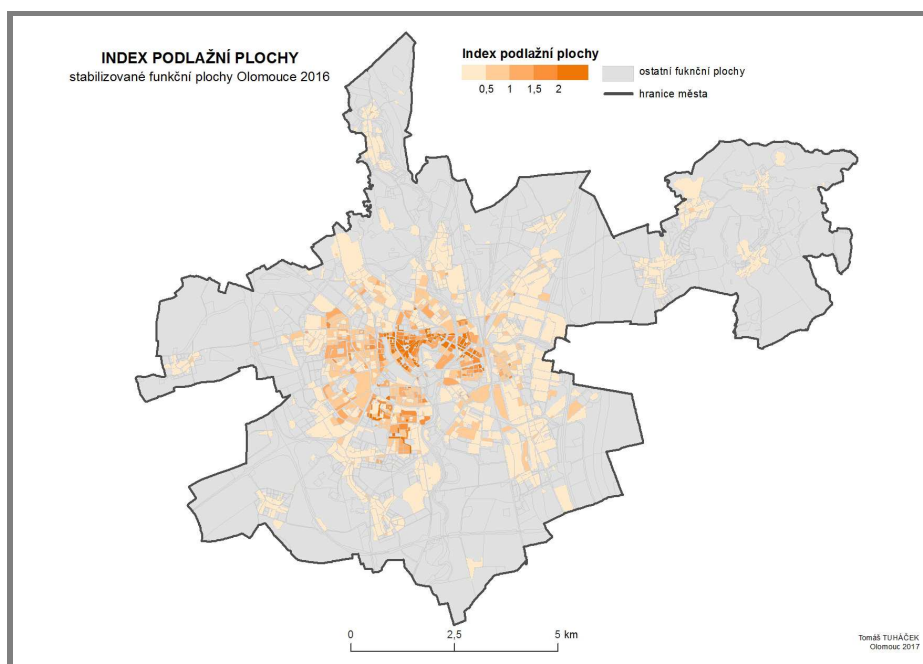 INDEX PODLAŽNÍ PLOCHY
stabilizované funkční plochy Olomouce 2016
Index podlažní plochy
0,5 1 1,5 2
ostatní fuknční plochy
hranice města
0 2,5 5 km
Tomáš TUHÁČEK
Olomouc 2017